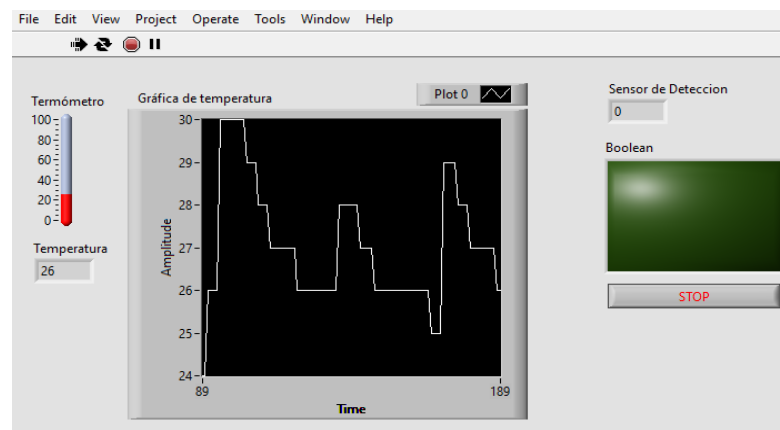 File Edit View Project Operate Tools Window Help
Termómetro
100
80
60
40
20
0
Temperatura
26
Gráfica de temperatura
Plot 0
30
29
28
27
26
25
24
Amplitude
89
189
Time
Sensor de Deteccion
0
Boolean
STOP